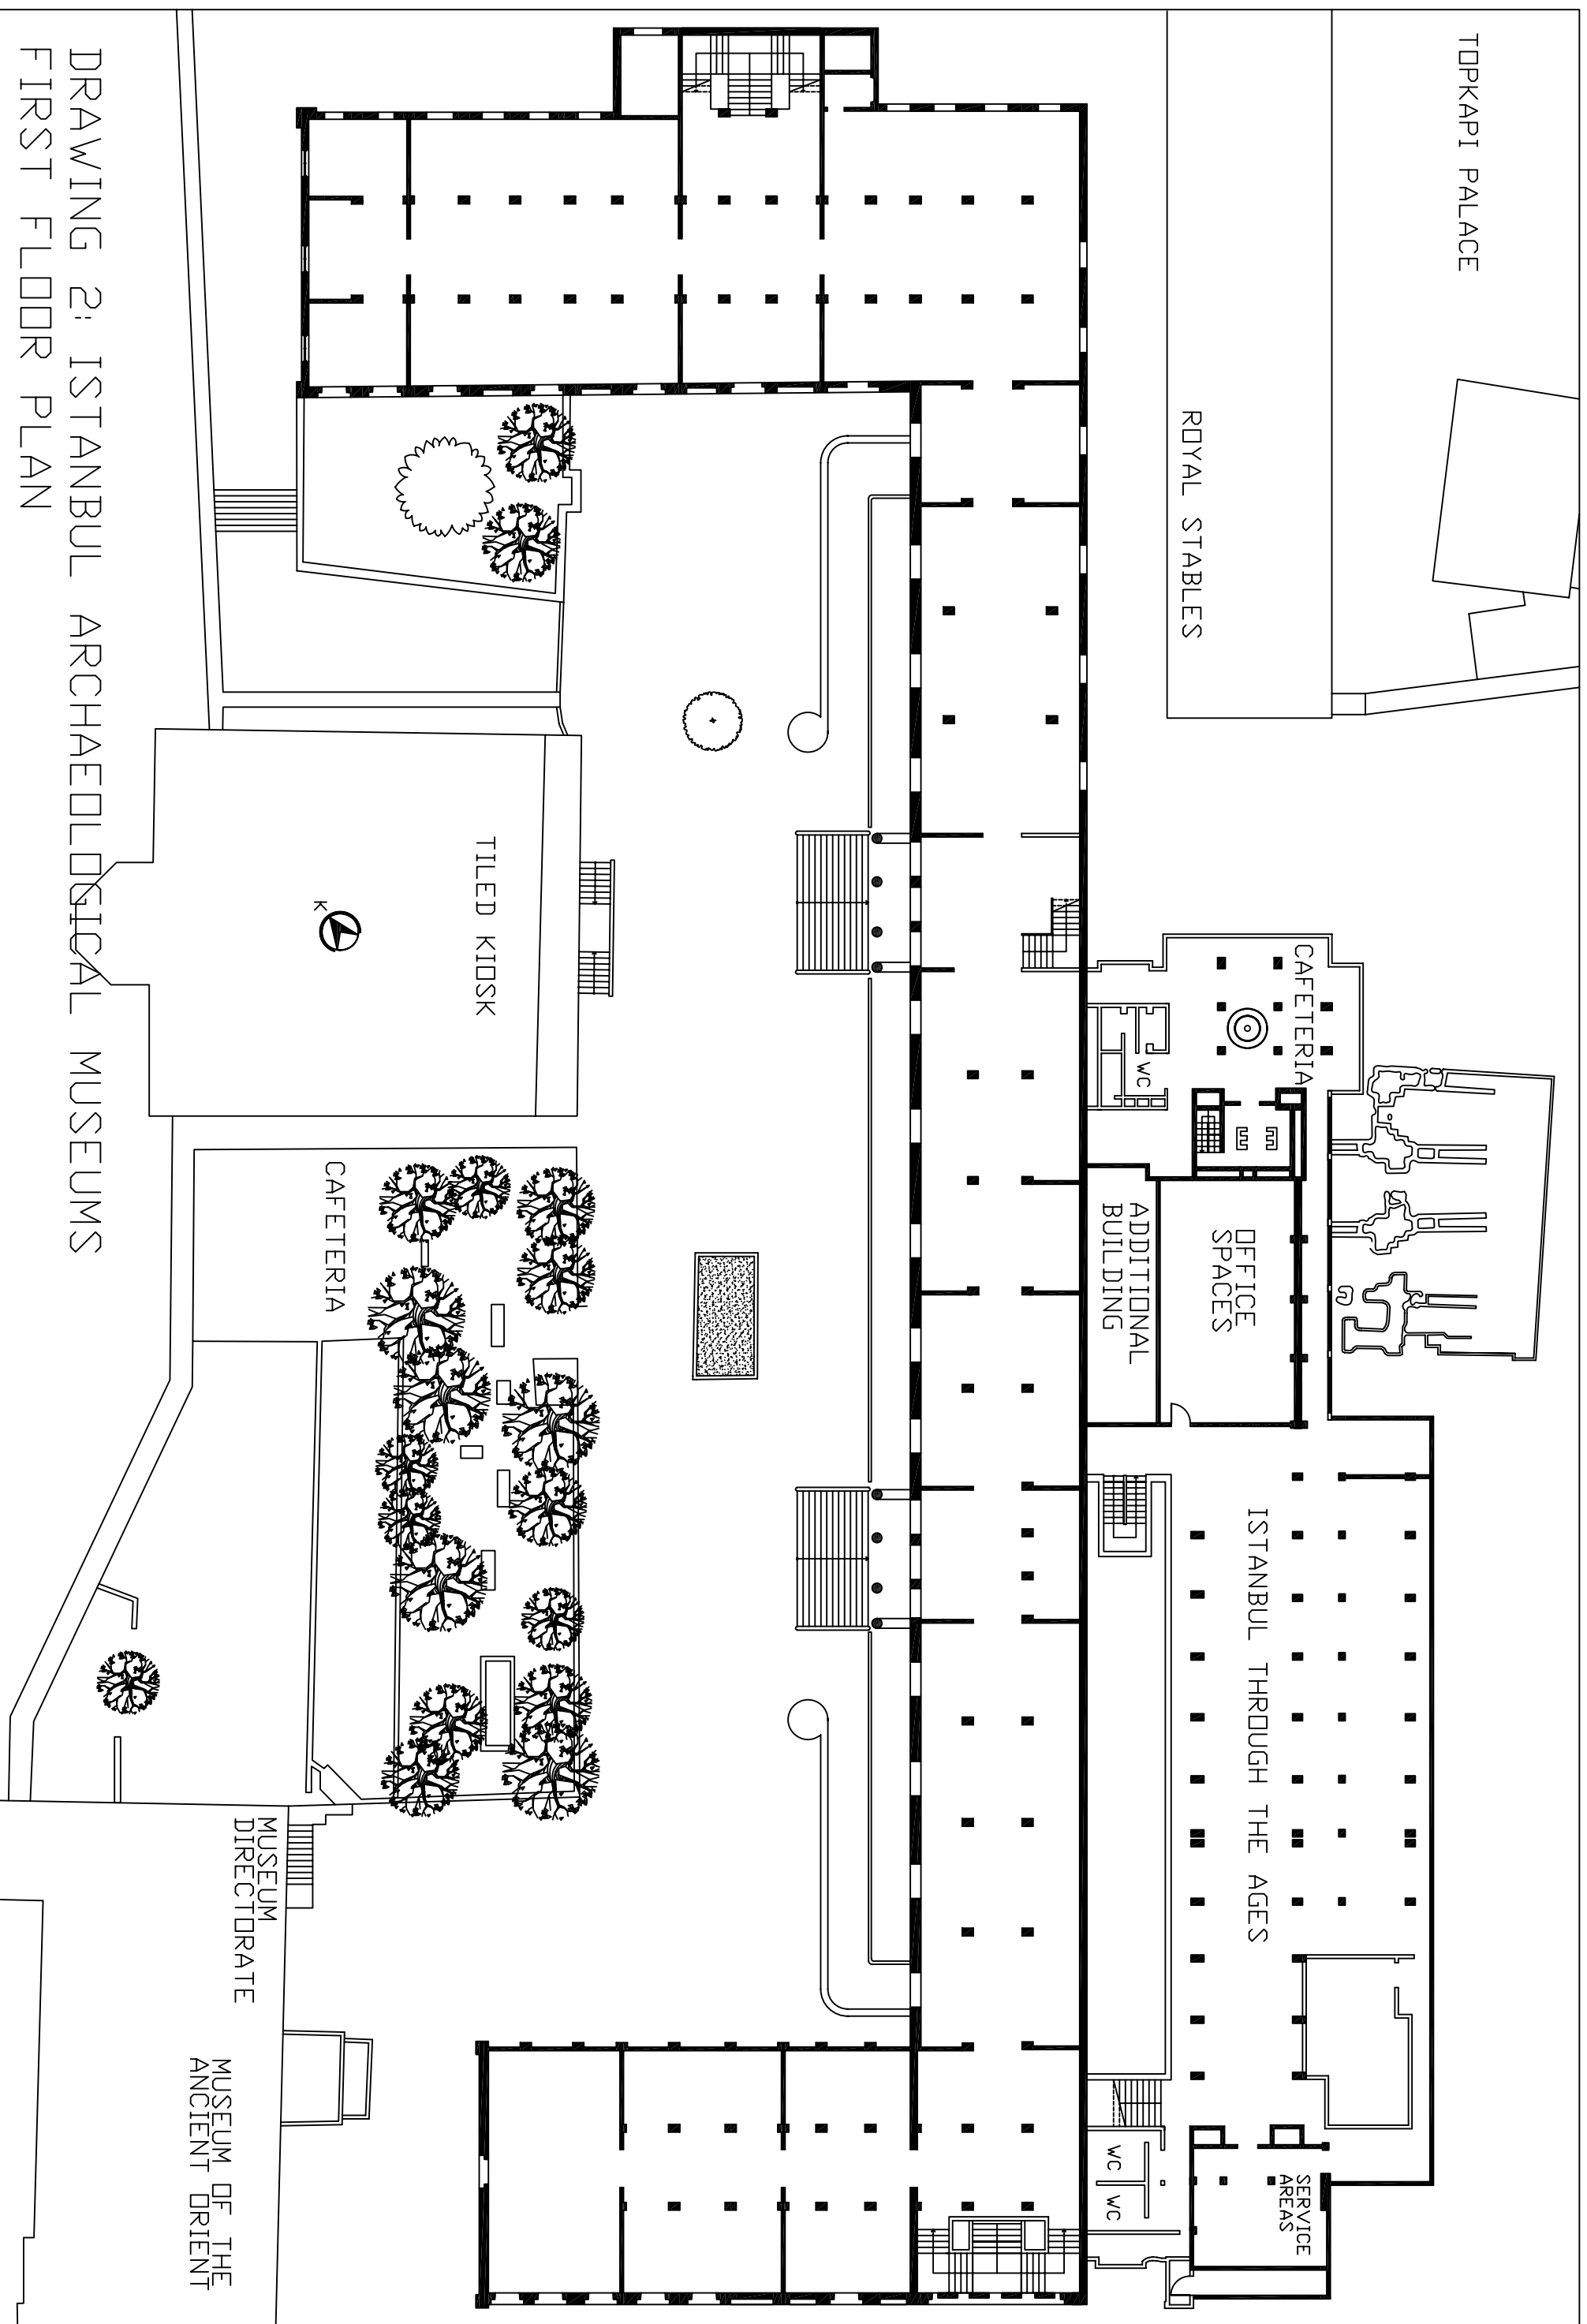 TOPKAPI PALACE
ROYAL STABLES
CAFETERIA
WC
OFFICE
SPACES
ADDITIONAL
BUILDING
ISTANBUL THROUGH THE AGES
SERVICE
AREAS
WC
WC
TILED KIOSK
K
CAFETERIA
MUSEUM
DIRECTORATE
MUSEUM OF THE
ANCIENT ORIENT
DRAWING 2: ISTANBUL ARCHAEOLOGICAL MUSEUMS
FIRST FLOOR PLAN